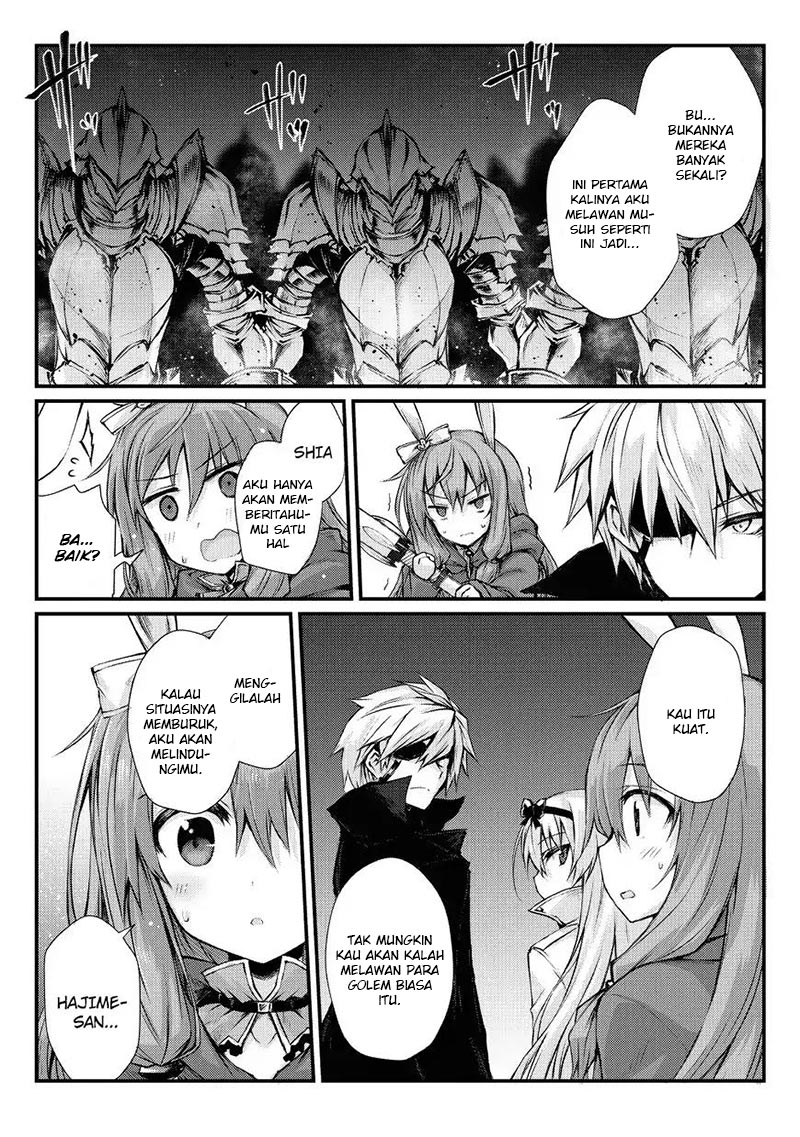 BU...
BUKANNYA
MEREKA
BANYAK
SEKALI?
INI PERTAMA
KALINYA AKU
MELAWAN MU-
SUH SEPERTI
INI JADI...
SHIA
AKU HANYA
AKAN MEM-
BERITAHU-
MU SATU
HAL
BA...
BAIK?
KAU ITU
KUAT.
TAK MUNGKIN
KAU AKAN KALAH
MELAWAN PARA
GOLEM BIASA
ITU.
MENG-
GILALAH
KALAU
SITUASINYA
MEMBURUK,
AKU AKAN
MELINDU-
NGIMU.
HAJIME-
SAN...